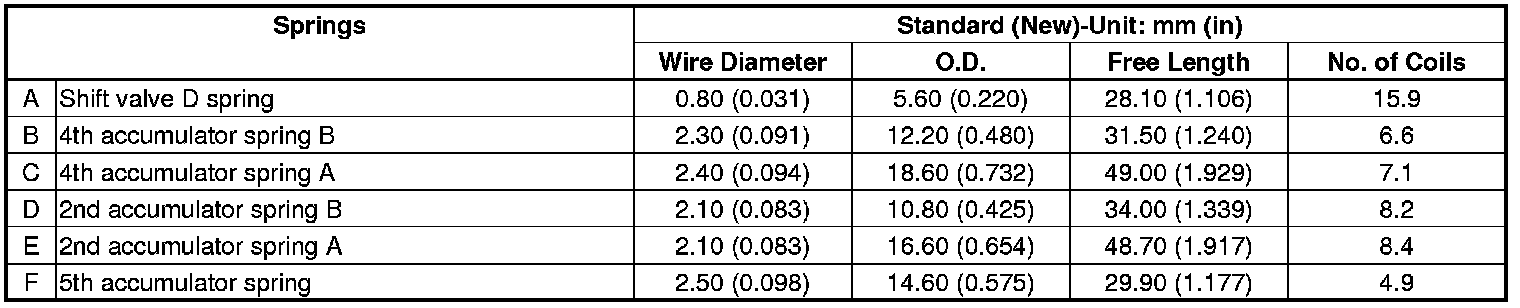 Springs Standard (New)-Unit: mm (in)
Wire Diameter O.D. Free Length No. of Coils
A Shift valve D spring 0.80 (0.031) 5.60 (0.220) 28.10 (1.106) 15.9
B 4th accumulator spring B 2.30 (0.091) 12.20 (0.480) 31.50 (1.240) 6.6
C 4th accumulator spring A 2.40 (0.094) 18.60 (0.732) 49.00 (1.929) 7.1
D 2nd accumulator spring B 2.10 (0.083) 10.80 (0.425) 34.00 (1.339) 8.2
E 2nd accumulator spring A 2.10 (0.083) 16.60 (0.654) 48.70 (1.917) 8.4
F 5th accumulator spring 2.50 (0.098) 14.60 (0.575) 29.90 (1.177) 4.9